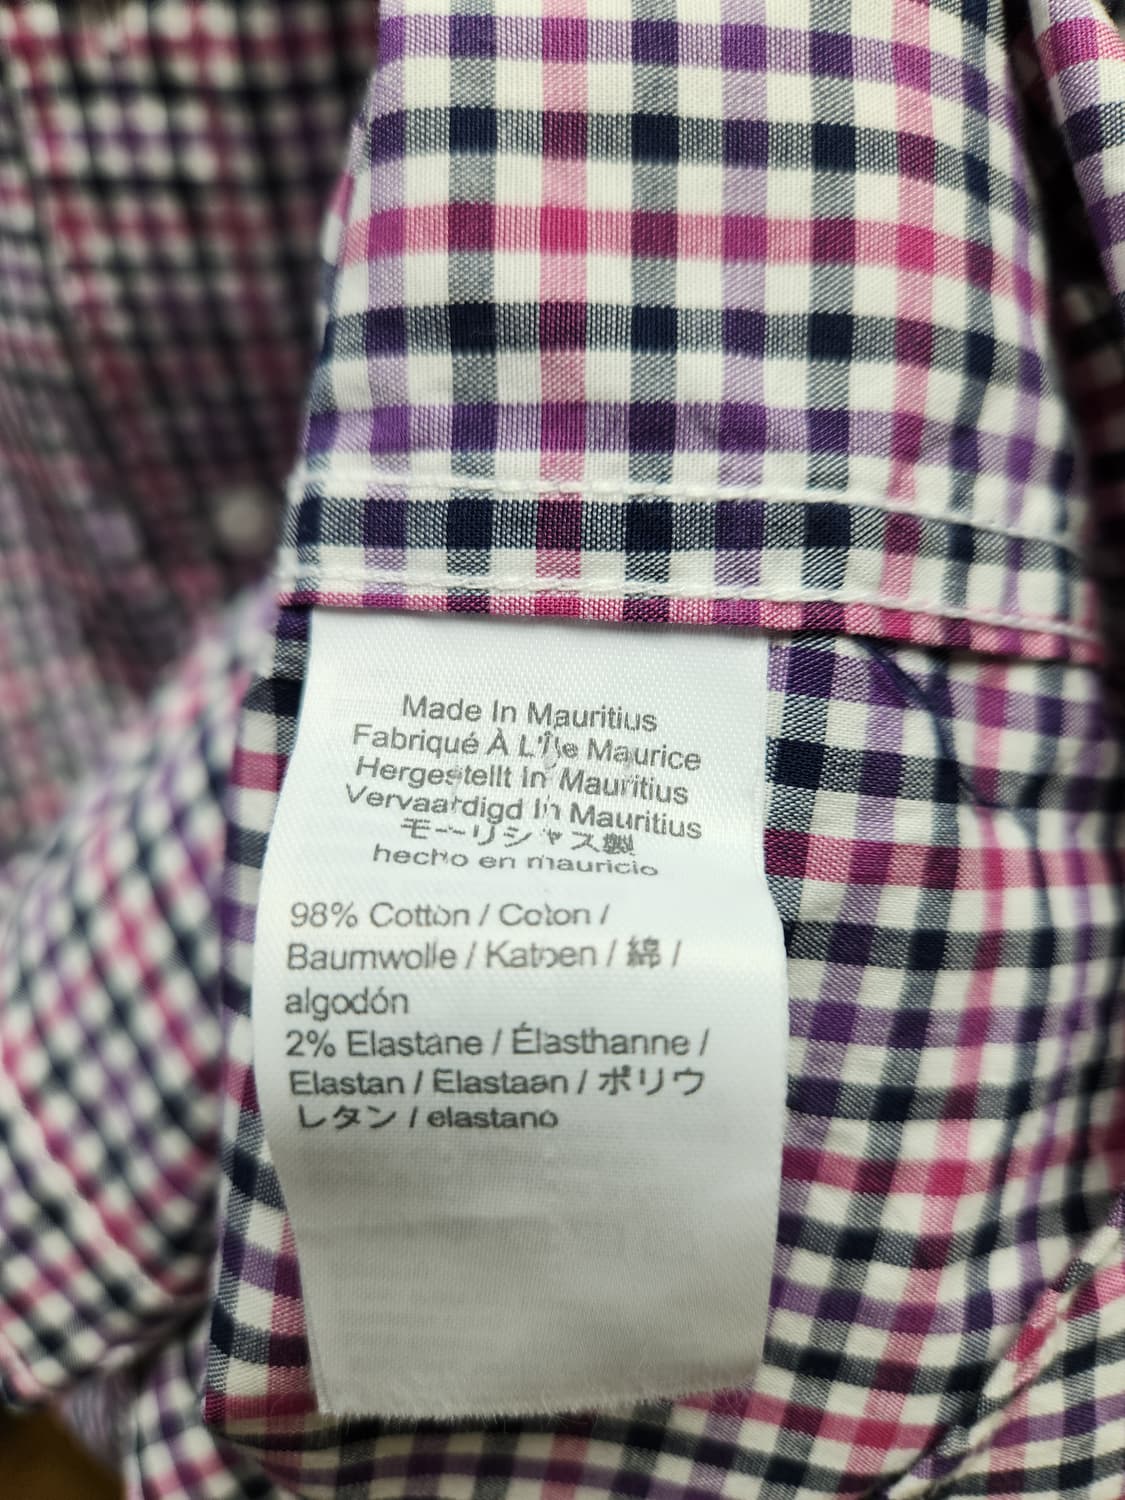 Made In Mauritius
Fabriqué À L'Île Maurice
Hergestellt In Mauritius
Vervaardigd In Mauritius
モーリシャス製
hecho en mauricio
98% Cotton / Coton /
Baumwolle / Katoen / 綿 /
algodón
2% Elastane / Élasthanne /
Elastan / Elastaan / ポリウ
レタン / elastano